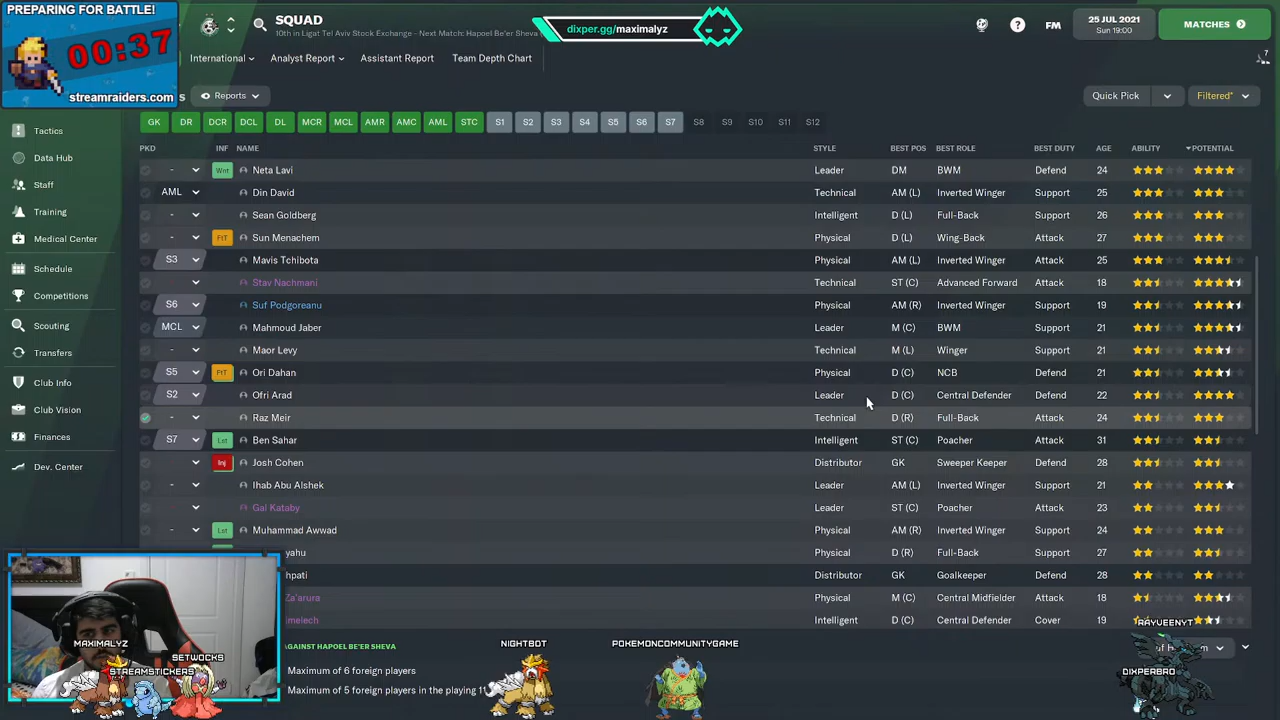 PREPARING FOR BATTLE!
00:37
streamraiders.com
SQUAD
10th in Ligat Tel Aviv Stock Exchange - Next Match: Hapoel Be'er Sheva
dixper.gg/maximalyz
FM
25 JUL 2021
Sun 19:00
MATCHES
International
Analyst Report
Assistant Report
Team Depth Chart
7
Reports
Quick Pick
Filtered*
GK DR DCR DCL DL MCR MCL AMR AMC AML STC S1 S2 S3 S4 S5 S6 S7 S8 S9 S10 S11 S12
PKD INF NAME STYLE BEST POS BEST ROLE BEST DUTY AGE ABILITY POTENTIAL
- Wnt Neta Lavi Leader DM BWM Defend 24
AML Din David Technical AM (L) Inverted Winger Support 25
- Sean Goldberg Intelligent D (L) Full-Back Support 26
- FtT Sun Menachem Physical D (L) Wing-Back Attack 27
S3 Mavis Tchibota Physical AM (L) Inverted Winger Attack 25
- Stav Nachmani Technical ST (C) Advanced Forward Attack 18
S6 Suf Podgoreanu Physical AM (R) Inverted Winger Support 19
MCL Mahmoud Jaber Leader M (C) BWM Support 21
- Maor Levy Technical M (L) Winger Support 21
S5 FtT Ori Dahan Physical D (C) NCB Defend 21
S2 Ofri Arad Leader D (C) Central Defender Defend 22
- Raz Meir Technical D (R) Full-Back Attack 24
S7 Lst Ben Sahar Intelligent ST (C) Poacher Attack 31
Inj Josh Cohen Distributor GK Sweeper Keeper Defend 28
- Ihab Abu Alshek Leader AM (L) Inverted Winger Support 21
- Gal Kataby Leader ST (C) Poacher Attack 23
- Lst Muhammad Awwad Physical AM (R) Inverted Winger Support 24
Physical D (R) Full-Back Support 27
Distributor GK Goalkeeper Defend 28
Za'arura Physical M (C) Central Midfielder Support 18
Intelligent D (C) Central Defender Cover 19
Tactics
Data Hub
Staff
Training
Medical Center
Schedule
Competitions
Scouting
Transfers
Club Info
Club Vision
Finances
Dev. Center
AGAINST HAPOEL BE'ER SHEVA
Maximum of 6 foreign players
Maximum of 5 foreign players in the playing 11
MAXIMALYZ
SETWOCKS
STREAMSTICKERS
NIGHTBOT
POKEMONCOMMUNITYGAME
RAYUEENYT
DIXPERBRO